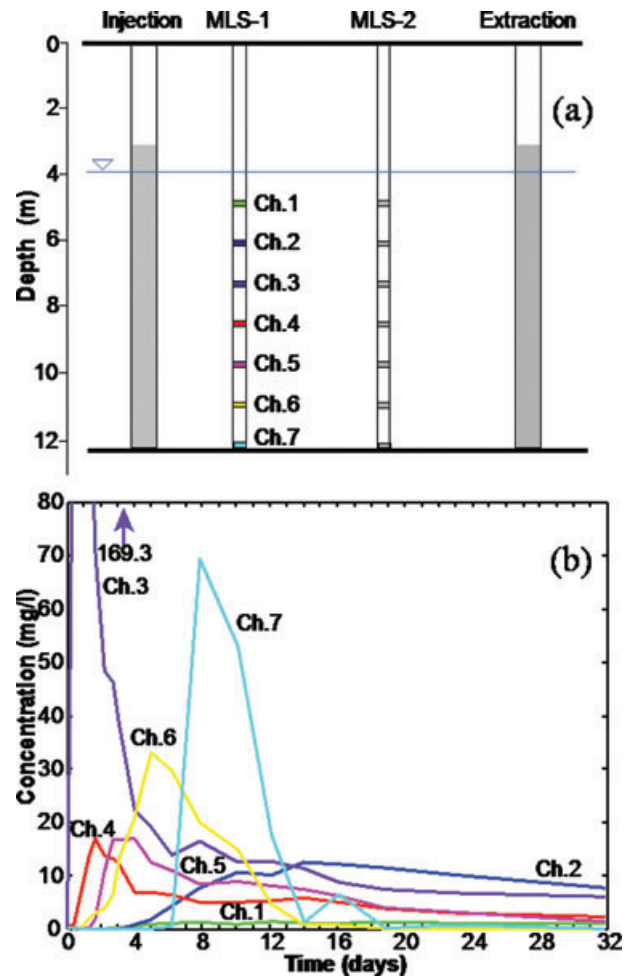 Injection MLS-1 MLS-2 Extraction
0
(a)
2
4
Ch.1
6
Ch.2
Ch.3
8
Ch.4
Ch.5
10
Ch.6
Ch.7
12
Depth (m)
80
(b)
70
169.3
Ch.3
60
Ch.7
50
40
Ch.6
30
20
Ch.4
Ch.5
Ch.2
10
Ch.1
0
Concentration (mg/l)
0 4 8 12 16 20 24 28 32
Time (days)